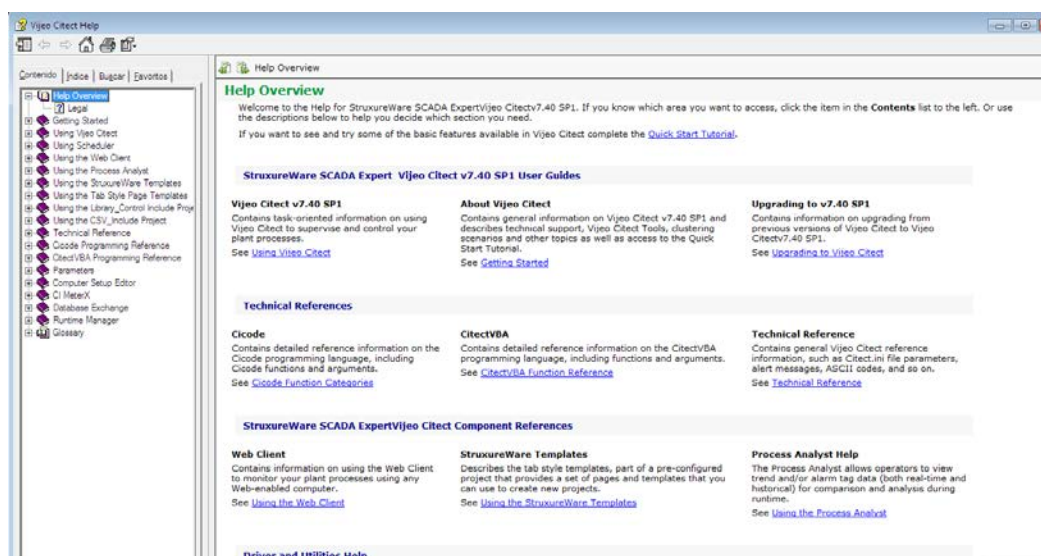 Vijeo Citect Help
Contenido Índice Buscar Favoritos
Help Overview
Legal
Getting Started
Using Vijeo Citect
Using Scheduler
Using the Web Client
Using the Process Analyst
Using the StruxureWare Templates
Using the Tab Style Page Templates
Using the Library_Control Include Proje
Using the CSV_Include Project
Technical Reference
Cicode Programming Reference
CitectVBA Programming Reference
Parameters
Computer Setup Editor
CI MeterX
Database Exchange
Runtime Manager
Glossary
Help Overview
Help Overview
Welcome to the Help for StruxureWare SCADA ExpertVijeo Citectv7.40 SP1. If you know which area you want to access, click the item in the Contents list to the left. Or use
the descriptions below to help you decide which section you need.
If you want to see and try some of the basic features available in Vijeo Citect complete the Quick Start Tutorial.
StruxureWare SCADA Expert Vijeo Citect v7.40 SP1 User Guides
Vijeo Citect v7.40 SP1
Contains task-oriented information on using
Vijeo Citect to supervise and control your
plant processes.
See Using Vijeo Citect
About Vijeo Citect
Contains general information on Vijeo Citect v7.40 SP1 and
describes technical support, Vijeo Citect Tools, clustering
scenarios and other topics as well as access to the Quick
Start Tutorial.
See Getting Started
Upgrading to v7.40 SP1
Contains information on upgrading from
previous versions of Vijeo Citect to Vijeo
Citectv7.40 SP1.
See Upgrading to Vijeo Citect
Technical References
Cicode
Contains detailed reference information on the
Cicode programming language, including
Cicode functions and arguments.
See Cicode Function Categories
CitectVBA
Contains detailed reference information on the CitectVBA
programming language, including functions and arguments.
See CitectVBA Function Reference
Technical Reference
Contains general Vijeo Citect reference
information, such as Citect.ini file parameters,
alert messages, ASCII codes, and so on.
See Technical Reference
StruxureWare SCADA ExpertVijeo Citect Component References
Web Client
Contains information on using the Web Client
to monitor your plant processes using any
Web-enabled computer.
See Using the Web Client
StruxureWare Templates
Describes the tab style templates, part of a pre-configured
project that provides a set of pages and templates that you
can use to create new projects.
See Using the StruxureWare Templates
Process Analyst Help
The Process Analyst allows operators to view
trend and/or alarm tag data (both real-time and
historical) for comparison and analysis during
runtime.
See Using the Process Analyst
Driver and Utilities Help